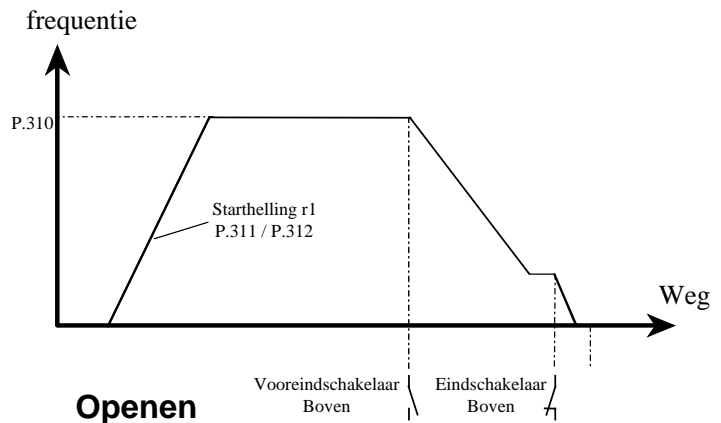 frequentie
P.310
Starthelling r1
P.311 / P.312
Weg
Vooreindschakelaar
Boven
Eindschakelaar
Boven
Openen